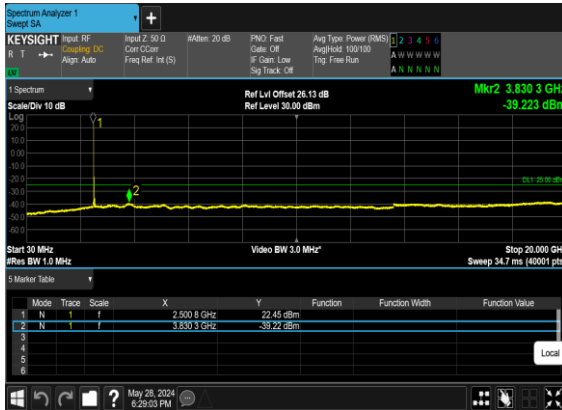 Spectrum Analyzer 1
Swept SA
+
KEYSIGHT Input: RF Input Z: 50 Ω #Atten: 20 dB PNO: Fast Avg Type: Power (RMS) 1 2 3 4 5 6
R T Coupling: DC Corr CCorr Gate: Off Avg|Hold: 100/100 A W W W W W
Align: Auto Freq Ref: Int (S) IF Gain: Low Trig: Free Run
LXI Sig Track: Off A N N N N N
1 Spectrum
Ref Lvl Offset 26.13 dB Mkr2 3.830 3 GHz
Scale/Div 10 dB Ref Level 30.00 dBm -39.223 dBm
Log
1
20.0
10.0
0.00
-10.0
-20.0
DL1 -25.00 dBm
-30.0
2
-40.0
-50.0
-60.0
Start 30 MHz Video BW 3.0 MHz* Stop 20.000 GHz
#Res BW 1.0 MHz Sweep 34.7 ms (40001 pts)
5 Marker Table
Mode Trace Scale X Y Function Function Width Function Value
1 N 1 f 2.500 8 GHz 22.45 dBm
2 N 1 f 3.830 3 GHz -39.22 dBm
3
4
5
6
Local
?
May 28, 2024
6:29:03 PM